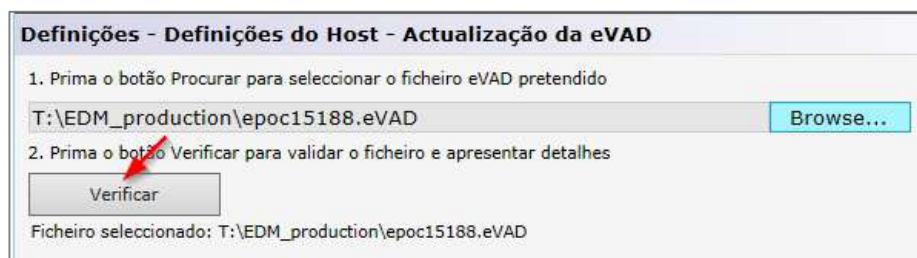 Definições - Definições do Host - Actualização da eVAD
1. Prima o botão Procurar para seleccionar o ficheiro eVAD pretendido
T:\EDM_production\epoc15188.eVAD Browse...
2. Prima o botão Verificar para validar o ficheiro e apresentar detalhes
Verificar
Ficheiro seleccionado: T:\EDM_production\epoc15188.eVAD